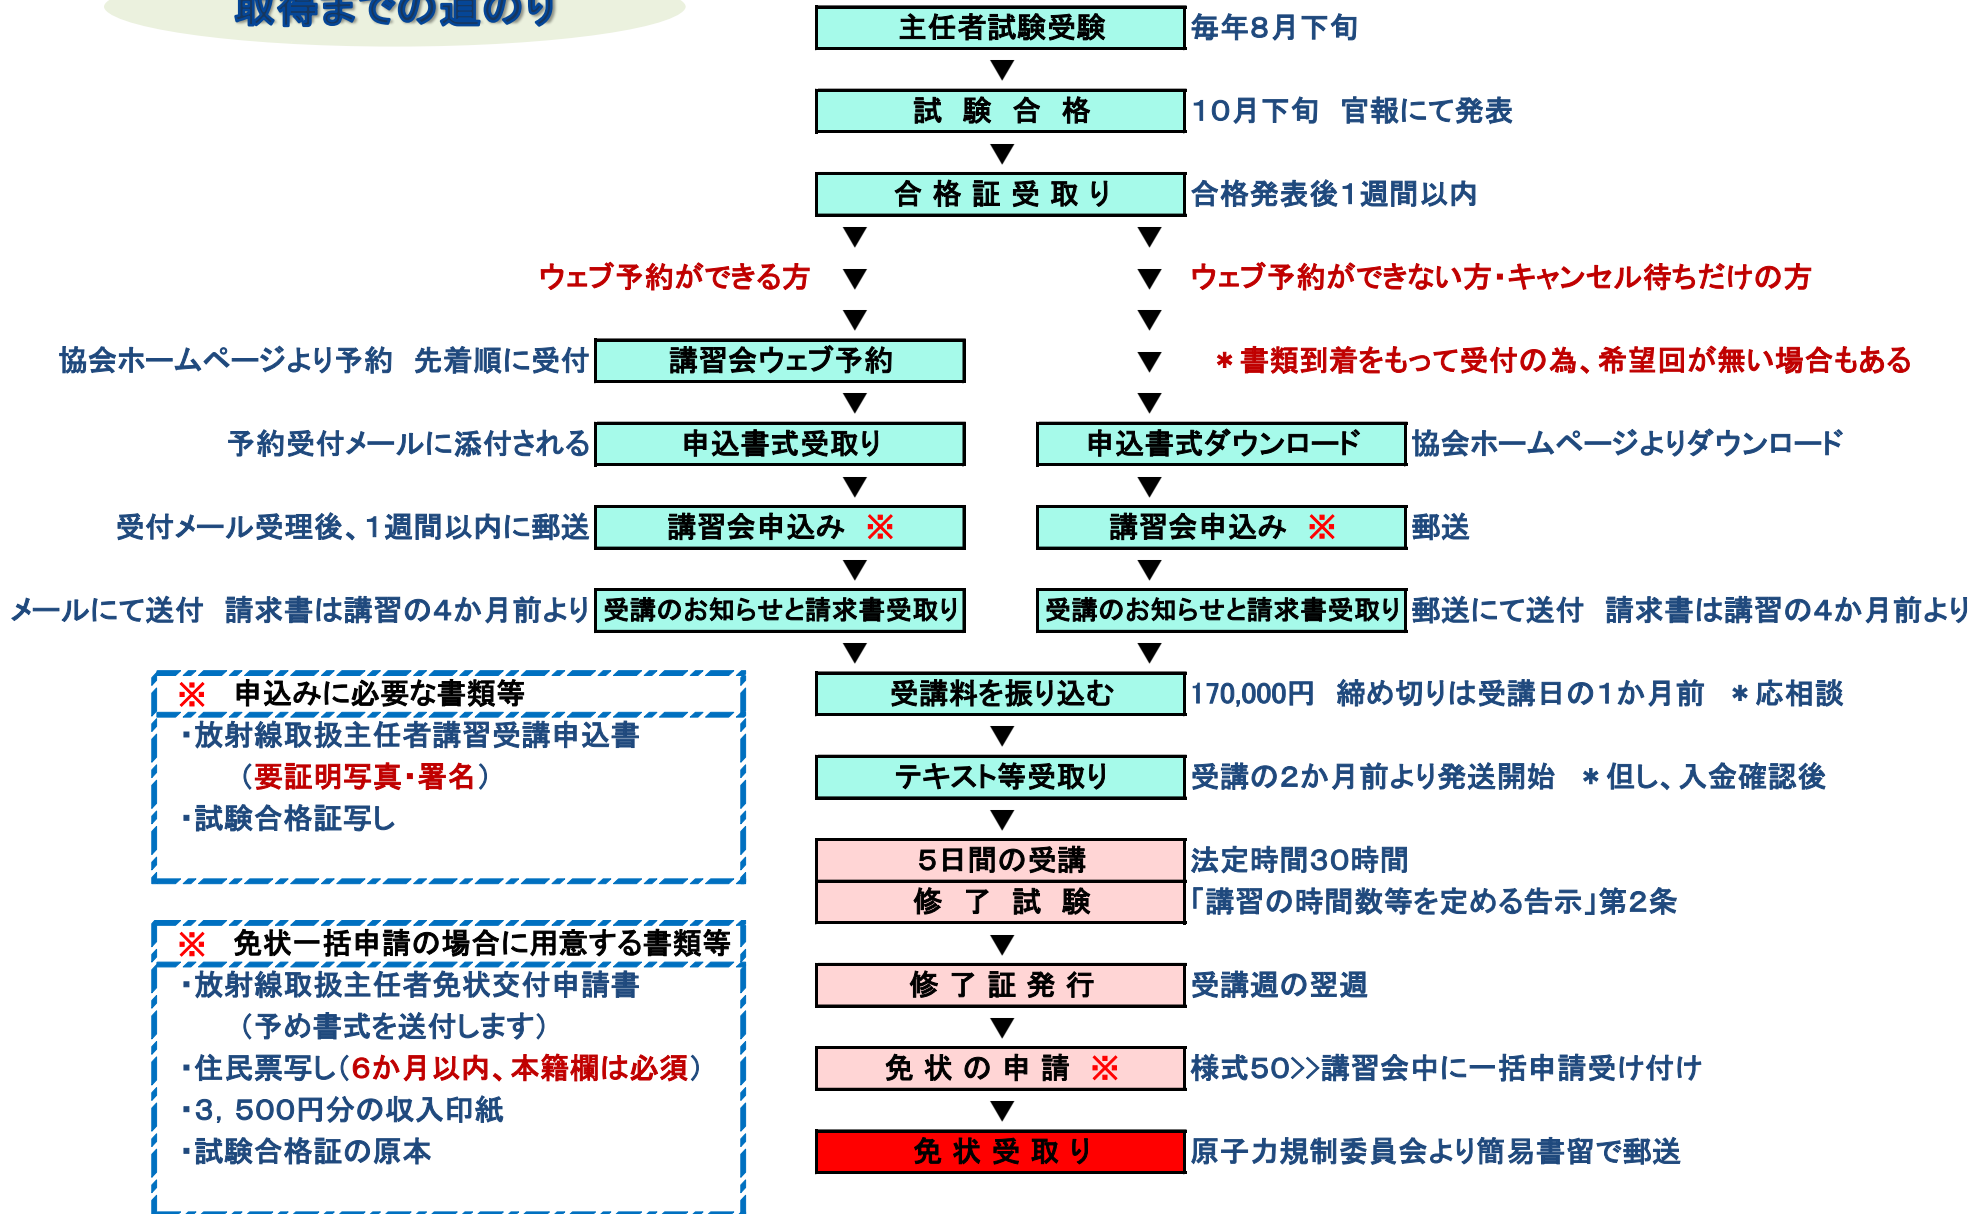 取得までの道のり
主任者試験受験 毎年8月下旬
▼
試験合格 10月下旬 官報にて発表
▼
合格証受取り 合格発表後1週間以内
▼ ▼
ウェブ予約ができる方 ▼ ▼ ウェブ予約ができない方・キャンセル待ちだけの方
▼ ▼
協会ホームページより予約 先着順に受付 講習会ウェブ予約 ▼ *書類到着をもって受付の為、希望回が無い場合もある
▼ ▼
予約受付メールに添付される 申込書式受取り 申込書式ダウンロード 協会ホームページよりダウンロード
▼ ▼
受付メール受理後、1週間以内に郵送 講習会申込み ※ 講習会申込み ※ 郵送
▼ ▼
メールにて送付 請求書は講習の4か月前より 受講のお知らせと請求書受取り 受講のお知らせと請求書受取り 郵送にて送付 請求書は講習の4か月前より
▼ ▼
受講料を振り込む 170,000円 締め切りは受講日の1か月前 *応相談
▼
テキスト等受取り 受講の2か月前より発送開始 *但し、入金確認後
▼
5日間の受講 法定時間30時間
修了試験 「講習の時間数等を定める告示」第2条
▼
修了証発行 受講週の翌週
▼
免状の申請 ※ 様式50>>講習会中に一括申請受け付け
▼
免状受取り 原子力規制委員会より簡易書留で郵送
※ 申込みに必要な書類等
・放射線取扱主任者講習受講申込書
(要証明写真・署名)
・試験合格証写し
※ 免状一括申請の場合に用意する書類等
・放射線取扱主任者免状交付申請書
(予め書式を送付します)
・住民票写し(6か月以内、本籍欄は必須)
・3,500円分の収入印紙
・試験合格証の原本